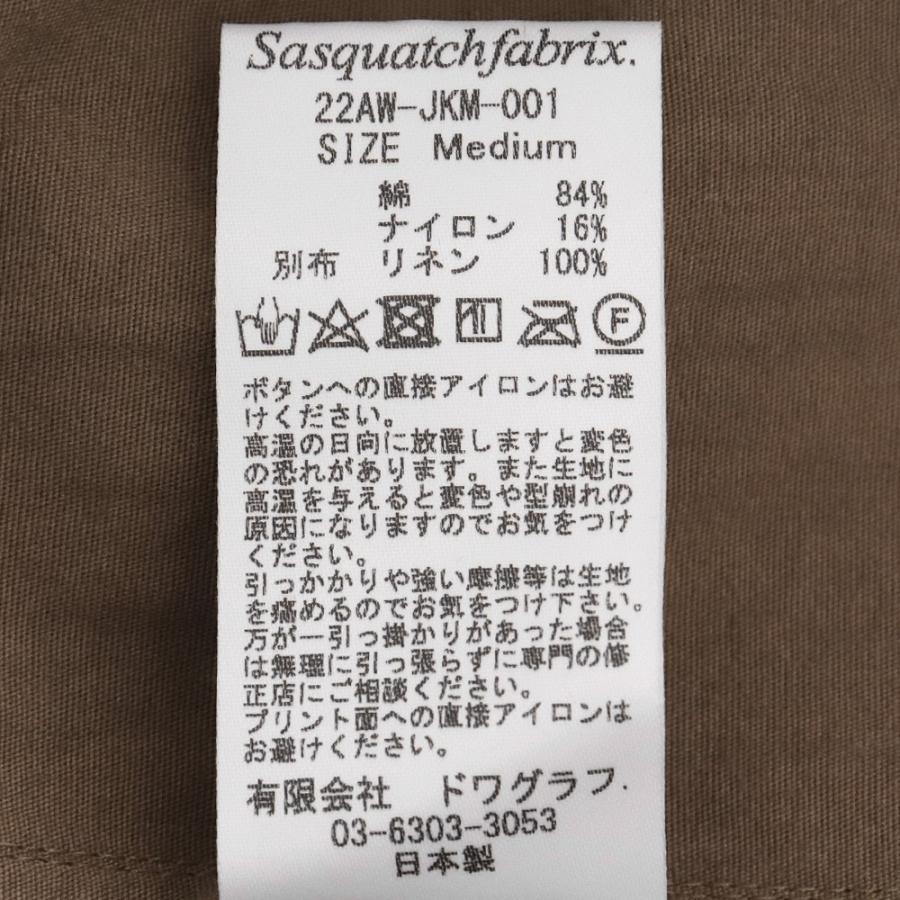 Sasquatchfabrix.
22AW-JKM-001
SIZE Medium
綿 84%
ナイロン 16%
別布 リネン 100%
F
ボタンへの直接アイロンはお避
けください。
高温の日向に放置しますと変色
の恐れがあります。また生地に
高温を与えると変色や型崩れの
原因になりますのでお気をつけ
ください。
引っかかりや強い摩擦等は生地
を痛めるのでお気をつけ下さい。
万が一引っ掛かりがあった場合
は無理に引っ張らずに専門の修
正店にご相談ください。
プリント面への直接アイロンは
お避けください。
有限会社 ドワグラフ.
03-6303-3053
日本製